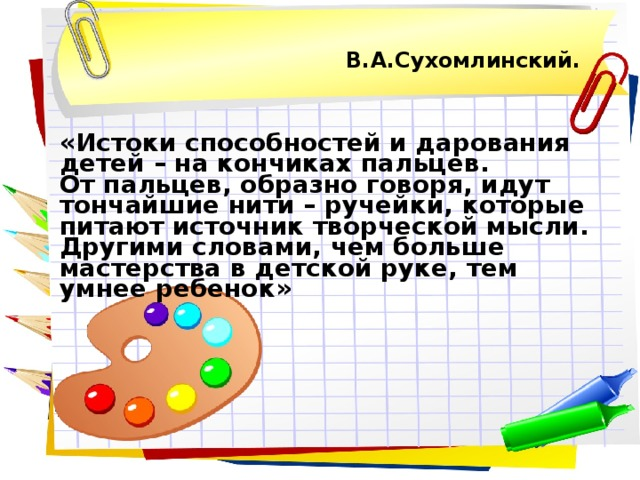 В.А.Сухомлинский.
«Истоки способностей и дарования
детей – на кончиках пальцев.
От пальцев, образно говоря, идут
тончайшие нити – ручейки, которые
питают источник творческой мысли.
Другими словами, чем больше
мастерства в детской руке, тем
умнее ребенок»